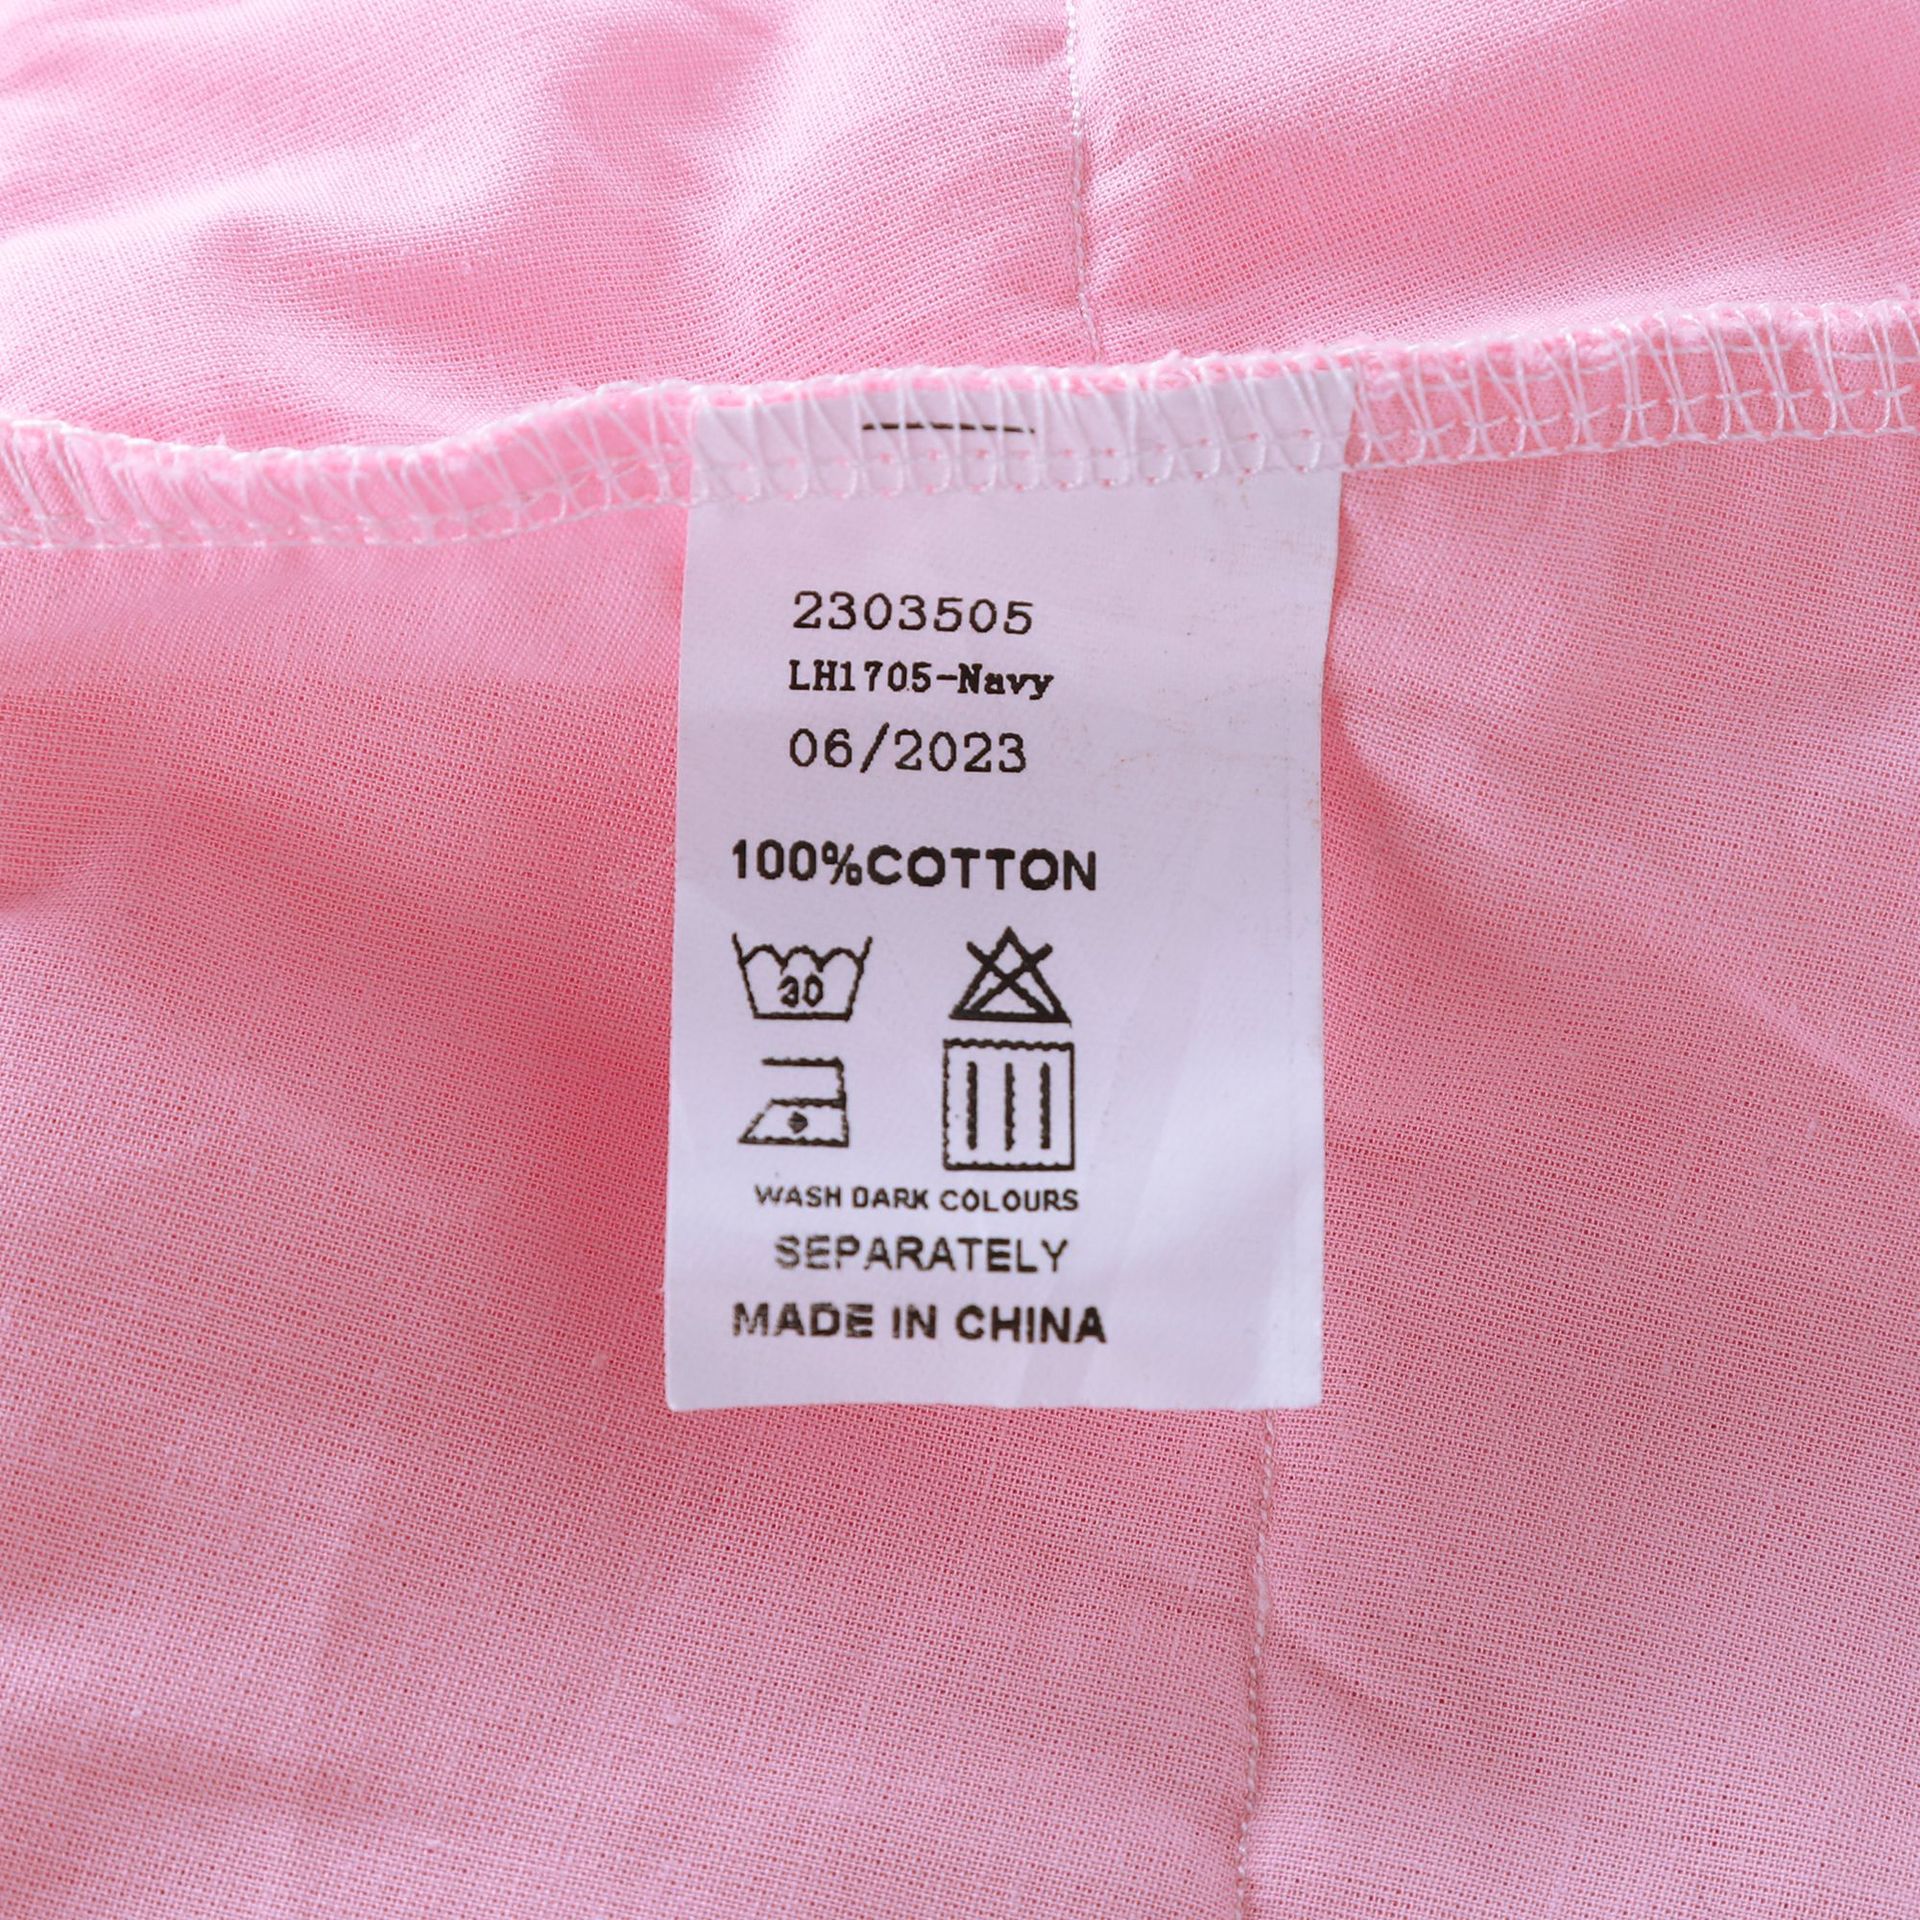 2303505
LH1705-Navy
06/2023
100%COTTON
30
WASH DARK COLOURS
SEPARATELY
MADE IN CHINA